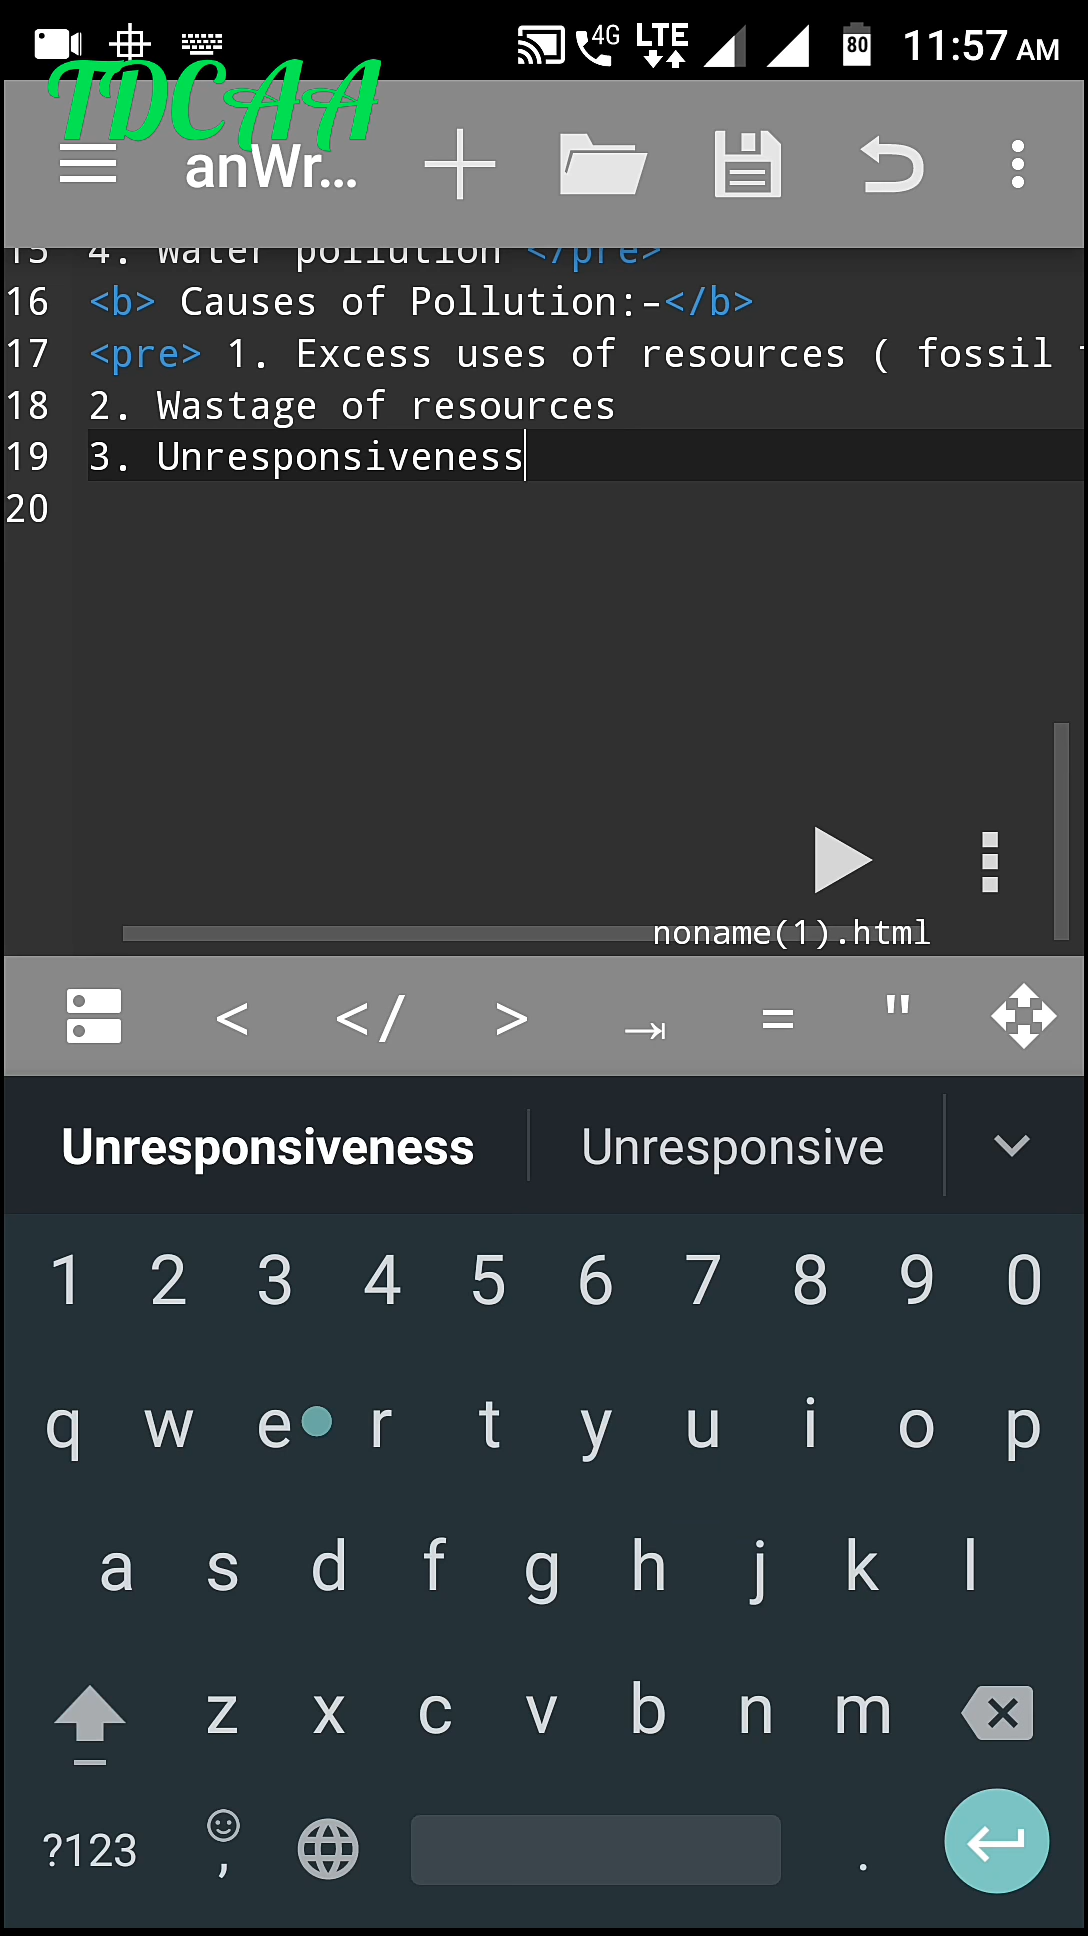 4G LTE 80 11:57 AM
TDCAA
anWr...
15 4. Water pollution </pre>
16 <b> Causes of Pollution:-</b>
17 <pre> 1. Excess uses of resources ( fossil
18 2. Wastage of resources
19 3. Unresponsiveness
20
noname(1).html
< </ > ⇥ = "
Unresponsiveness Unresponsive
1 2 3 4 5 6 7 8 9 0
q w e r t y u i o p
a s d f g h j k l
z x c v b n m
?123 , .